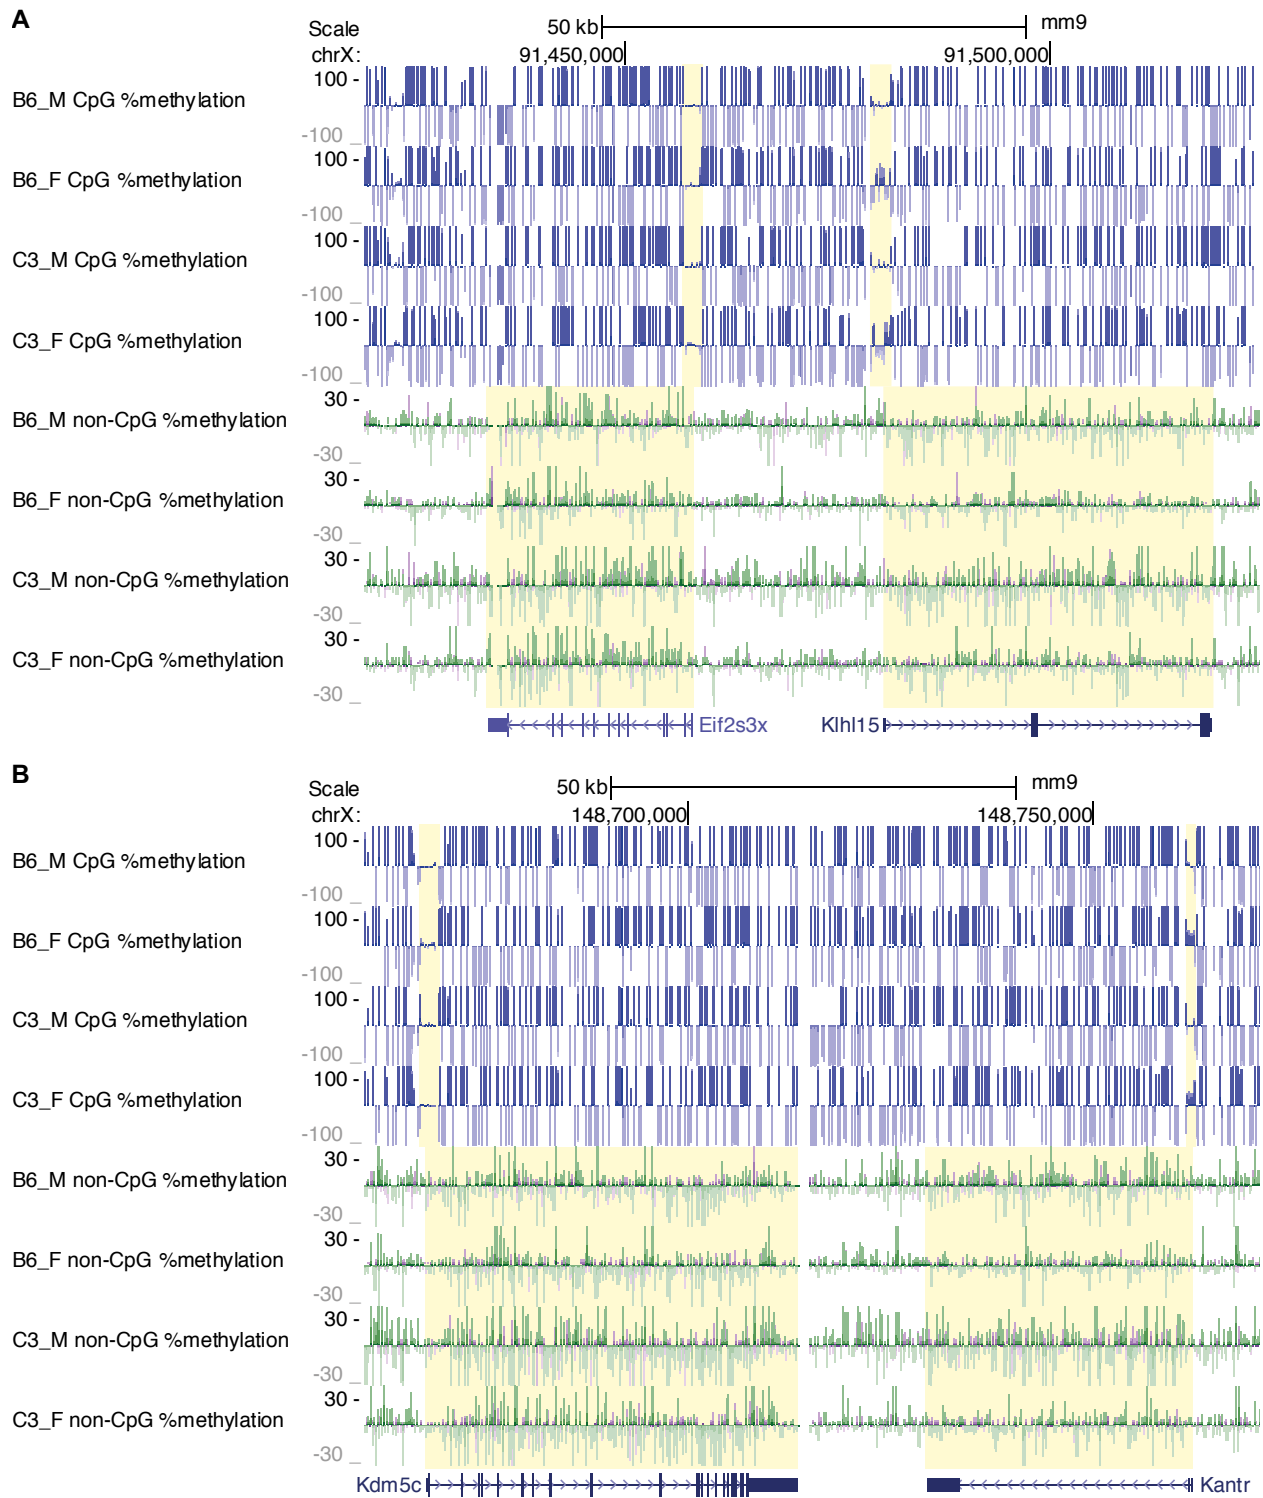 A
Scale 50 kb mm9
chrX: 91,450,000 91,500,000
100 -
B6_M CpG %methylation
-100 _
100 -
B6_F CpG %methylation
-100 _
100 -
C3_M CpG %methylation
-100 _
100 -
C3_F CpG %methylation
-100 _
30 -
B6_M non-CpG %methylation
-30 _
30 -
B6_F non-CpG %methylation
-30 _
30 -
C3_M non-CpG %methylation
-30 _
30 -
C3_F non-CpG %methylation
-30 _
Eif2s3x Klhl15
B
Scale 50 kb mm9
chrX: 148,700,000 148,750,000
100 -
B6_M CpG %methylation
-100 _
100 -
B6_F CpG %methylation
-100 _
100 -
C3_M CpG %methylation
-100 _
100 -
C3_F CpG %methylation
-100 _
30 -
B6_M non-CpG %methylation
-30 _
30 -
B6_F non-CpG %methylation
-30 _
30 -
C3_M non-CpG %methylation
-30 _
30 -
C3_F non-CpG %methylation
-30 _
Kdm5c Kantr